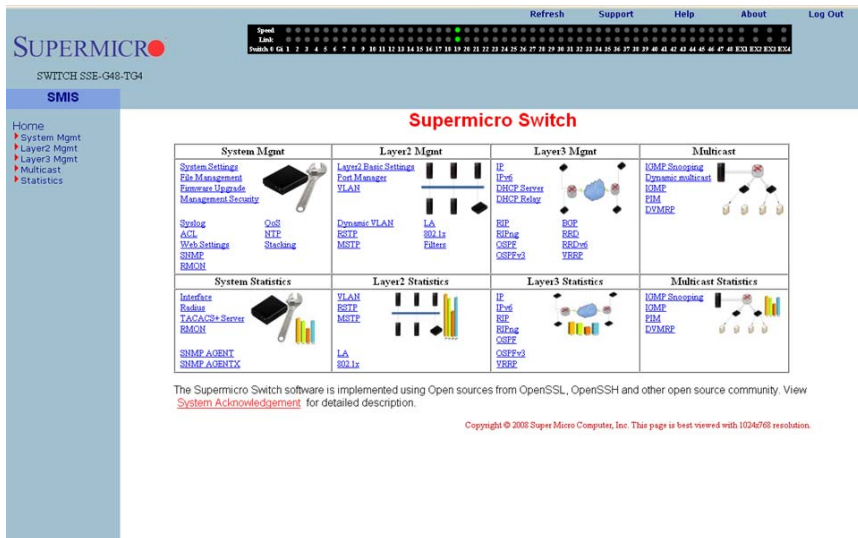 Refresh Support Help About Log Out
Speed
Link
Switch 0 Gi 1 2 3 4 5 6 7 8 9 10 11 12 13 14 15 16 17 18 19 20 21 22 23 24 25 26 27 28 29 30 31 32 33 34 35 36 37 38 39 40 41 42 43 44 45 46 47 48 EX1 EX2 EX3 EX4
SUPERMICRO
SWITCH SSE-G48-TG4
SMIS
Home
System Mgmt
Layer2 Mgmt
Layer3 Mgmt
Multicast
Statistics
Supermicro Switch
System Mgmt
System Settings
File Management
Firmware Upgrade
Management Security
Syslog QoS
ACL NTP
Web Settings Stacking
SNMP
RMON
Layer2 Mgmt
Layer2 Basic Settings
Port Manager
VLAN
Dynamic VLAN LA
RSTP 802.1x
MSTP Filters
Layer3 Mgmt
IP
IPv6
DHCP Server
DHCP Relay
RIP BGP
RIPng RRD
OSPF RRDv6
OSPFv3 VRRP
Multicast
IGMP Snooping
Dynamic multicast
IGMP
PIM
DVMRP
System Statistics
Interface
Radius
TACACS+ Server
RMON
SNMP AGENT
SNMP AGENTX
Layer2 Statistics
VLAN
RSTP
MSTP
LA
802.1x
Layer3 Statistics
IP
IPv6
RIP
RIPng
OSPF
OSPFv3
VRRP
Multicast Statistics
IGMP Snooping
IGMP
PIM
DVMRP
The Supermicro Switch software is implemented using Open sources from OpenSSL, OpenSSH and other open source community. View
System Acknowledgement for detailed description.
Copyright © 2008 Super Micro Computer, Inc. This page is best viewed with 1024x768 resolution.